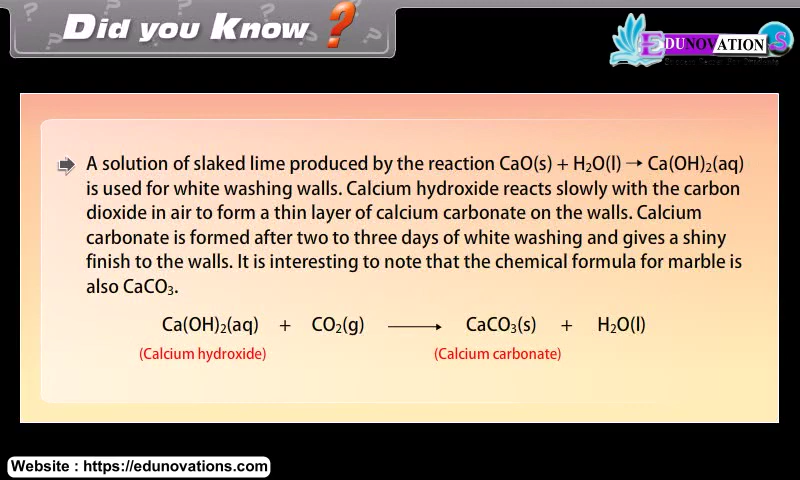 Did you Know ?
EDUNOVATIONS
A solution of slaked lime produced by the reaction CaO(s) + H₂O(l) → Ca(OH)₂(aq)
is used for white washing walls. Calcium hydroxide reacts slowly with the carbon
dioxide in air to form a thin layer of calcium carbonate on the walls. Calcium
carbonate is formed after two to three days of white washing and gives a shiny
finish to the walls. It is interesting to note that the chemical formula for marble is
also CaCO₃.
Ca(OH)₂(aq) + CO₂(g) ⟶ CaCO₃(s) + H₂O(l)
(Calcium hydroxide) (Calcium carbonate)
Website : https://edunovations.com